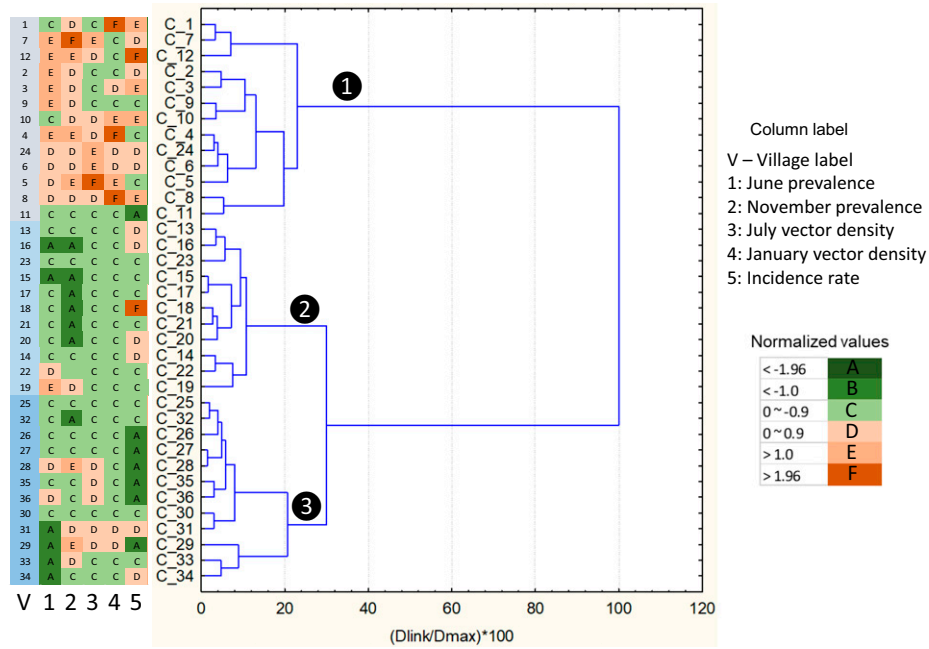 1 C D C F E C_1
7 E F E C D C_7
12 E E D C F C_12
2 E D C C D C_2
3 E D C D E C_3
9 E D C C C C_9
10 C D D E E C_10
4 E E D F C C_4
24 D D E D D C_24
6 D D E D D C_6
5 D E F E C C_5
8 D D D F E C_8
11 C C C C A C_11
13 C C C C D C_13
16 A A C C D C_16
23 C C C C C C_23
15 A A C C C C_15
17 C A C C C C_17
18 C A C C F C_18
21 C A C C C C_21
20 C A C C D C_20
14 C C C C D C_14
22 D C C C C_22
19 E D C C C C_19
25 C C C C C C_25
32 C A C C C C_32
26 C C C C A C_26
27 C C C C A C_27
28 D E D C A C_28
35 C C D C A C_35
36 D C D C A C_36
30 C C C C C C_30
31 A D D D D C_31
29 A E D D A C_29
33 A D C C C C_33
34 A C C C D C_34
V 1 2 3 4 5
1
2
3
0 20 40 60 80 100 120
(Dlink/Dmax)*100
Column label
V – Village label
1: June prevalence
2: November prevalence
3: July vector density
4: January vector density
5: Incidence rate
Normalized values
< -1.96 A
< -1.0 B
0 ~ -0.9 C
0 ~ 0.9 D
> 1.0 E
> 1.96 F